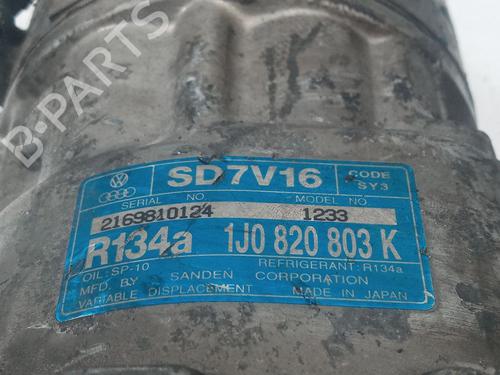 B-PARTS
SD7V16
CODE
SY3
SERIAL NO.
MODEL NO
2169810124
1233
R134a
1J0 820 803 K
OIL: SP-10
REFRIGERANT: R134a
MFD. BY SANDEN CORPORATION
VARIABLE DISPLACEMENT
MADE IN JAPAN